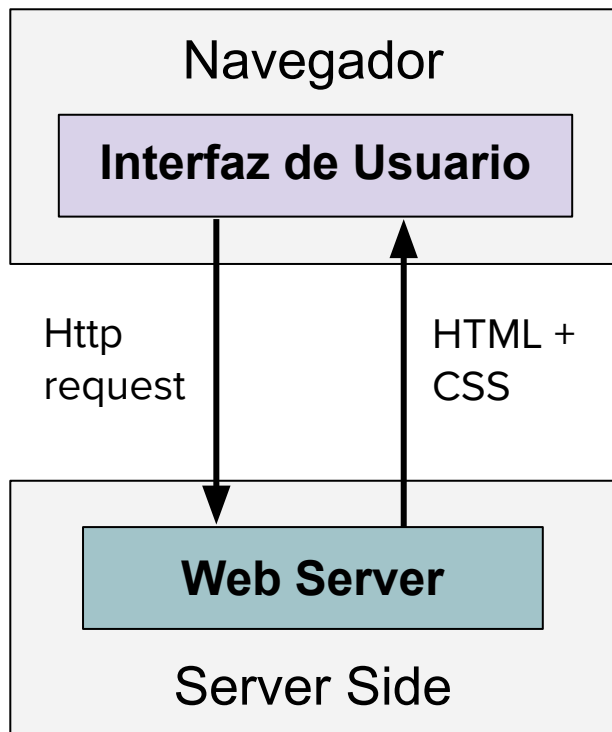 Navegador
Interfaz de Usuario
Http
request
HTML +
CSS
Web Server
Server Side